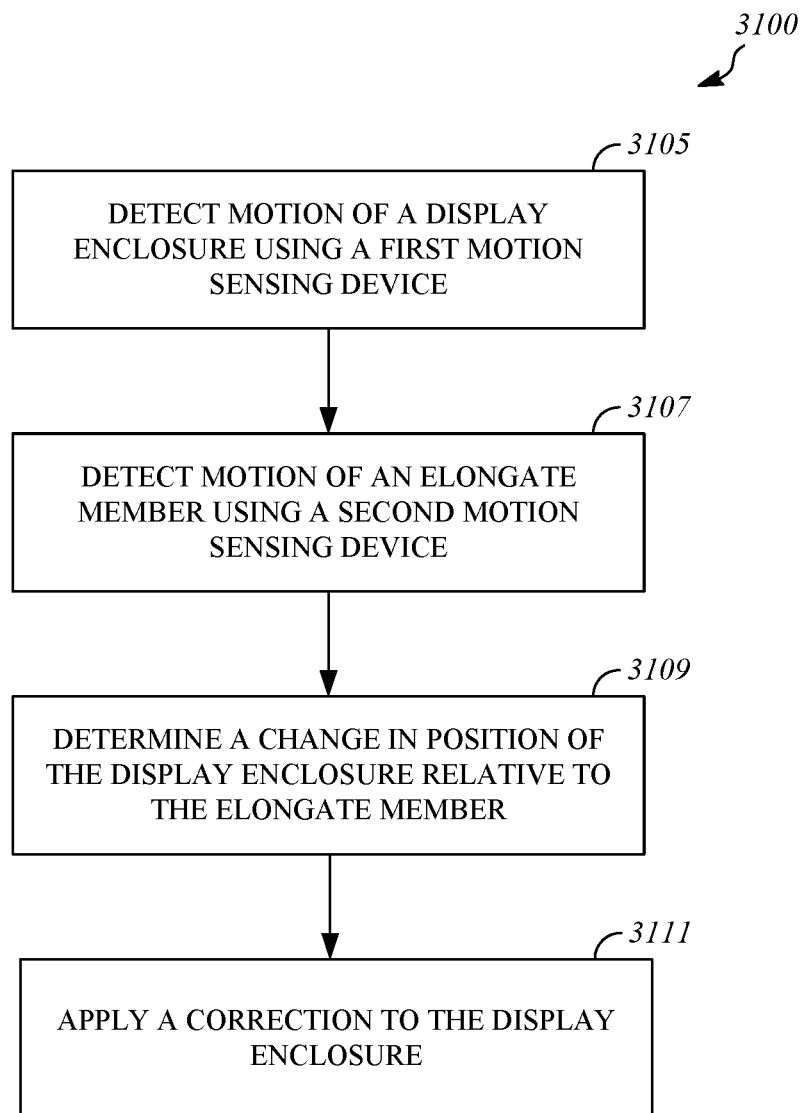 3100
3105
DETECT MOTION OF A DISPLAY
ENCLOSURE USING A FIRST MOTION
SENSING DEVICE
3107
DETECT MOTION OF AN ELONGATE
MEMBER USING A SECOND MOTION
SENSING DEVICE
3109
DETERMINE A CHANGE IN POSITION OF
THE DISPLAY ENCLOSURE RELATIVE TO
THE ELONGATE MEMBER
3111
APPLY A CORRECTION TO THE DISPLAY
ENCLOSURE